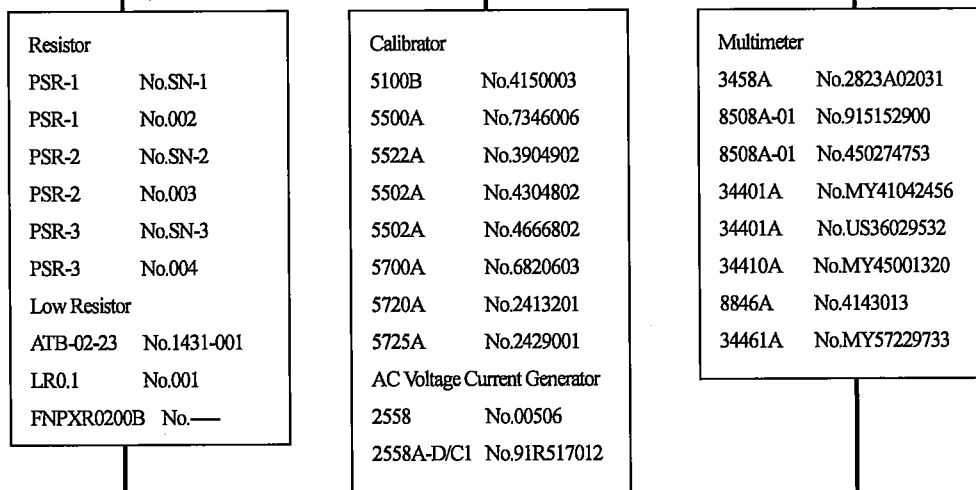 Resistor
PSR-1 No.SN-1
PSR-1 No.002
PSR-2 No.SN-2
PSR-2 No.003
PSR-3 No.SN-3
PSR-3 No.004
Low Resistor
ATB-02-23 No.1431-001
LR0.1 No.001
FNPXR0200B No.—
Calibrator
5100B No.4150003
5500A No.7346006
5522A No.3904902
5502A No.4304802
5502A No.4666802
5700A No.6820603
5720A No.2413201
5725A No.2429001
AC Voltage Current Generator
2558 No.00506
2558A-D/C1 No.91R517012
Multimeter
3458A No.2823A02031
8508A-01 No.915152900
8508A-01 No.450274753
34401A No.MY41042456
34401A No.US36029532
34410A No.MY45001320
8846A No.4143013
34461A No.MY57229733